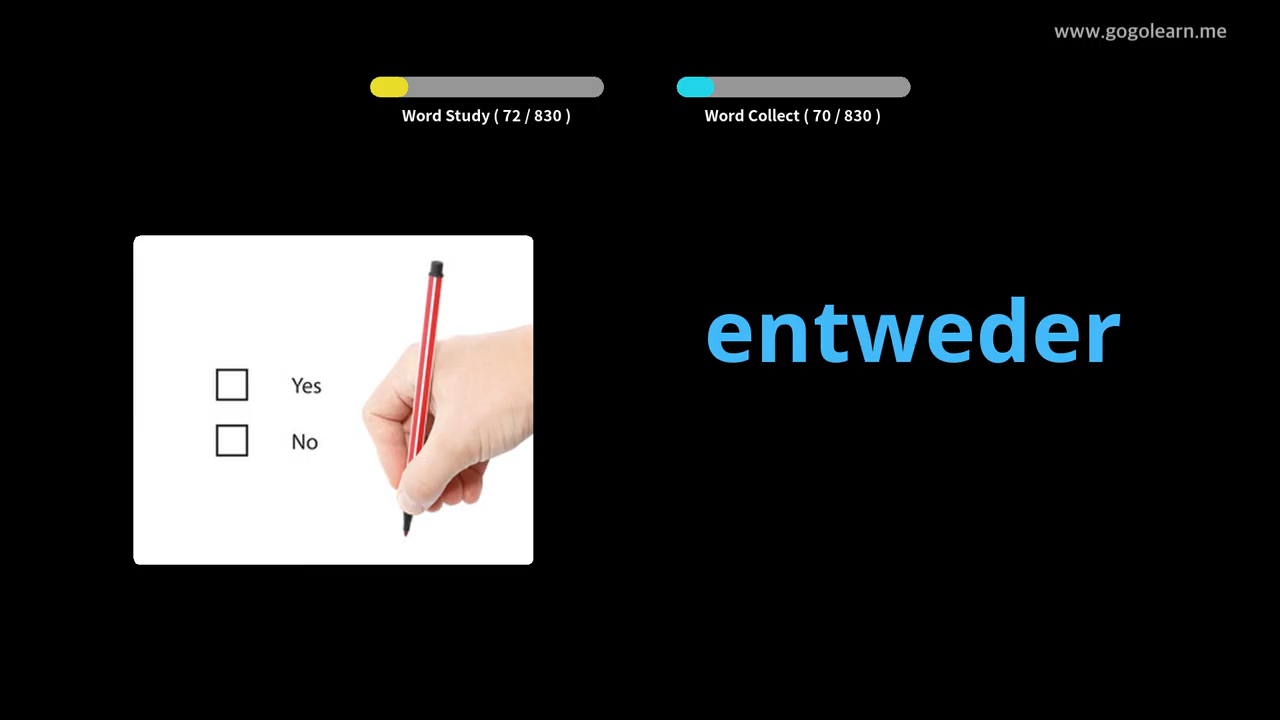 www.gogolearn.me
Word Study ( 72 / 830 )
Word Collect ( 70 / 830 )
entweder
Yes
No